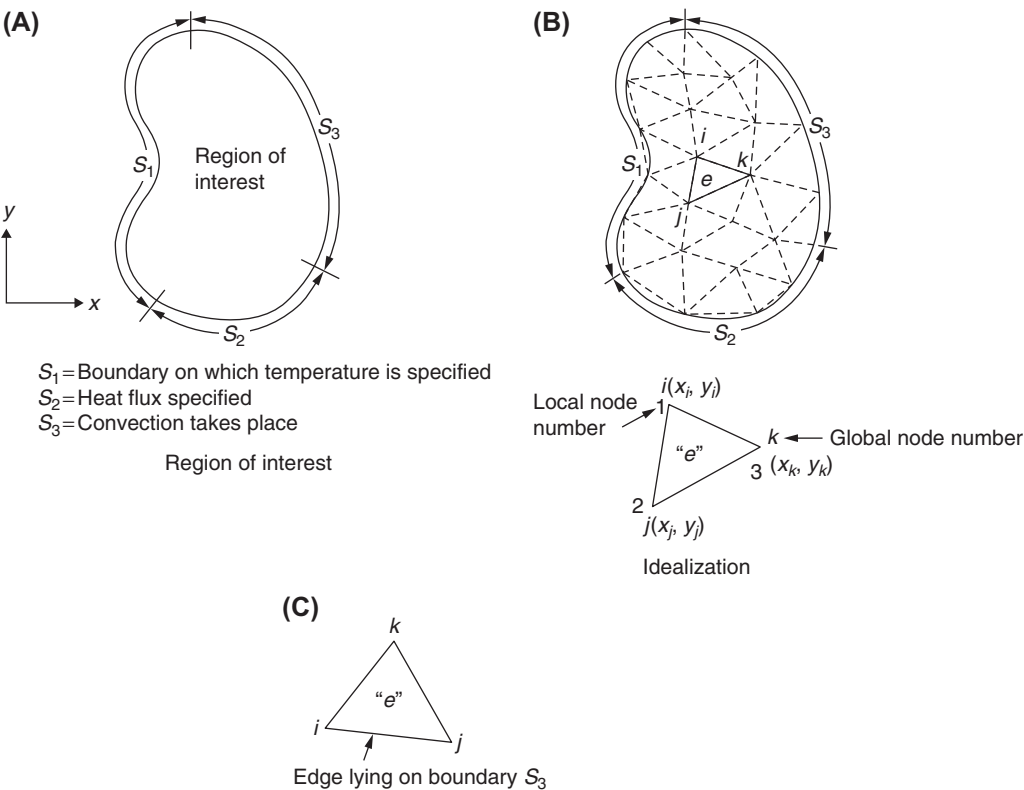 (A)
S₃
S₁
Region of
interest
y
x
S₂
S₁=Boundary on which temperature is specified
S₂=Heat flux specified
S₃=Convection takes place
Region of interest
(B)
S₃
i
S₁
k
e
j
S₂
i(xᵢ, yᵢ)
Local node
number
1
k
Global node number
"e"
3 (xₖ, yₖ)
2
j(xⱼ, yⱼ)
Idealization
(C)
k
"e"
i
j
Edge lying on boundary S₃